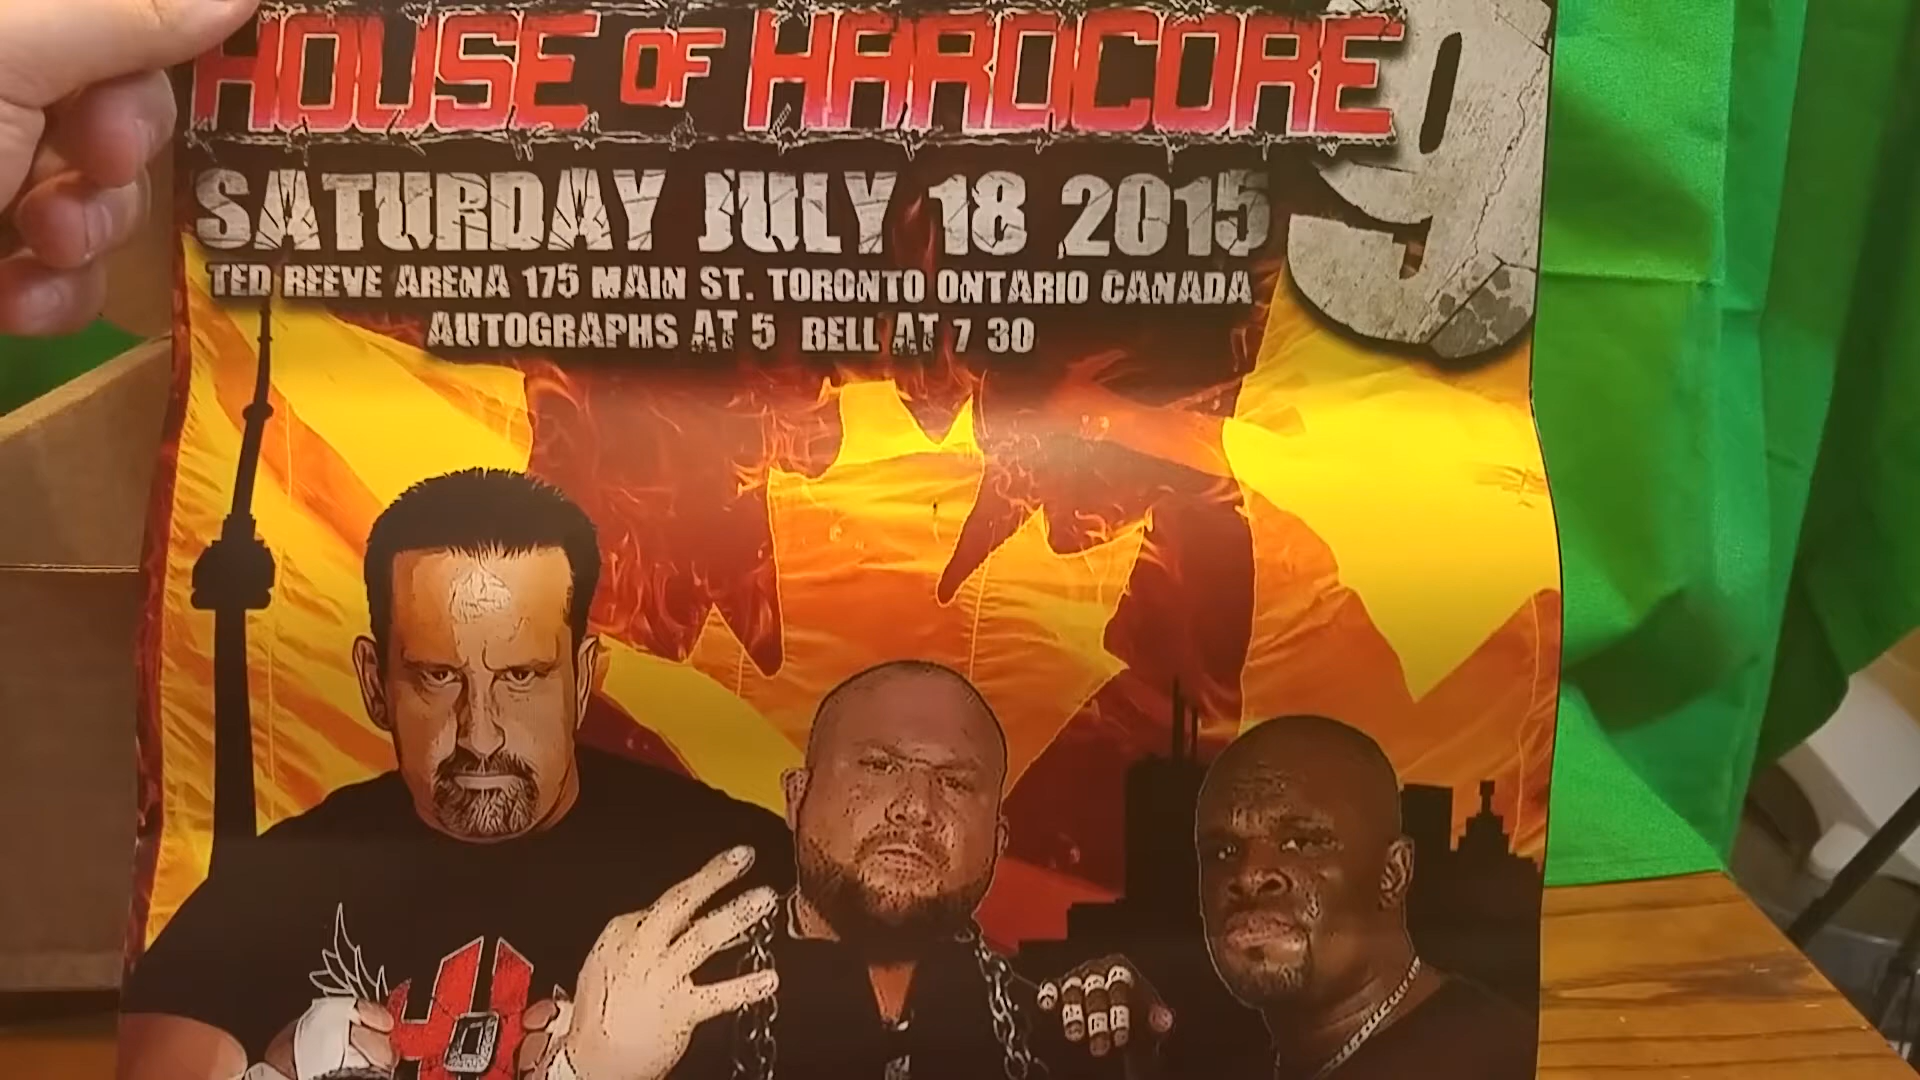 HOUSE OF HARDCORE 9
SATURDAY JULY 18 2015
TED REEVE ARENA 175 MAIN ST. TORONTO ONTARIO CANADA
AUTOGRAPHS AT 5 BELL AT 7 30